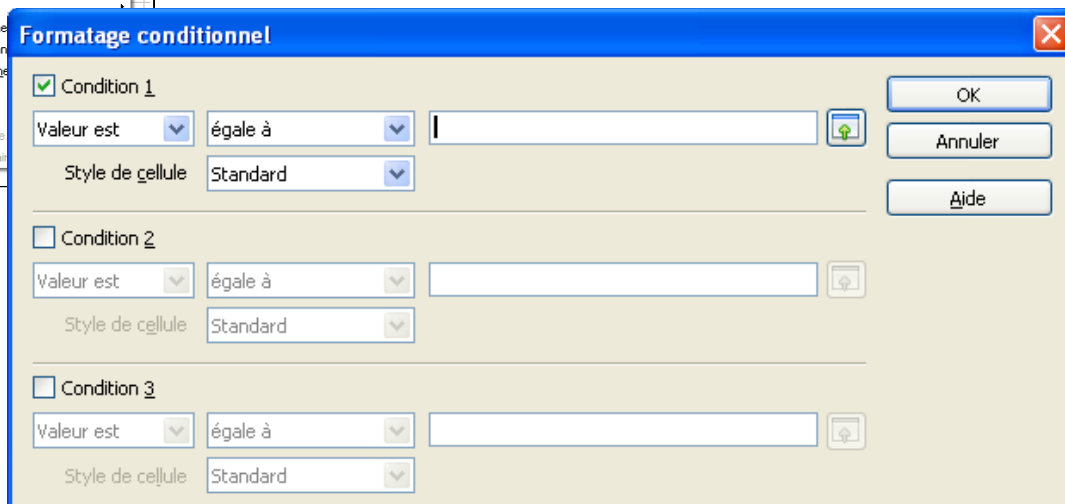 Formatage conditionnel
Condition 1
OK
Valeur est égale à
Annuler
Style de cellule Standard
Aide
Condition 2
Valeur est égale à
Style de cellule Standard
Condition 3
Valeur est égale à
Style de cellule Standard